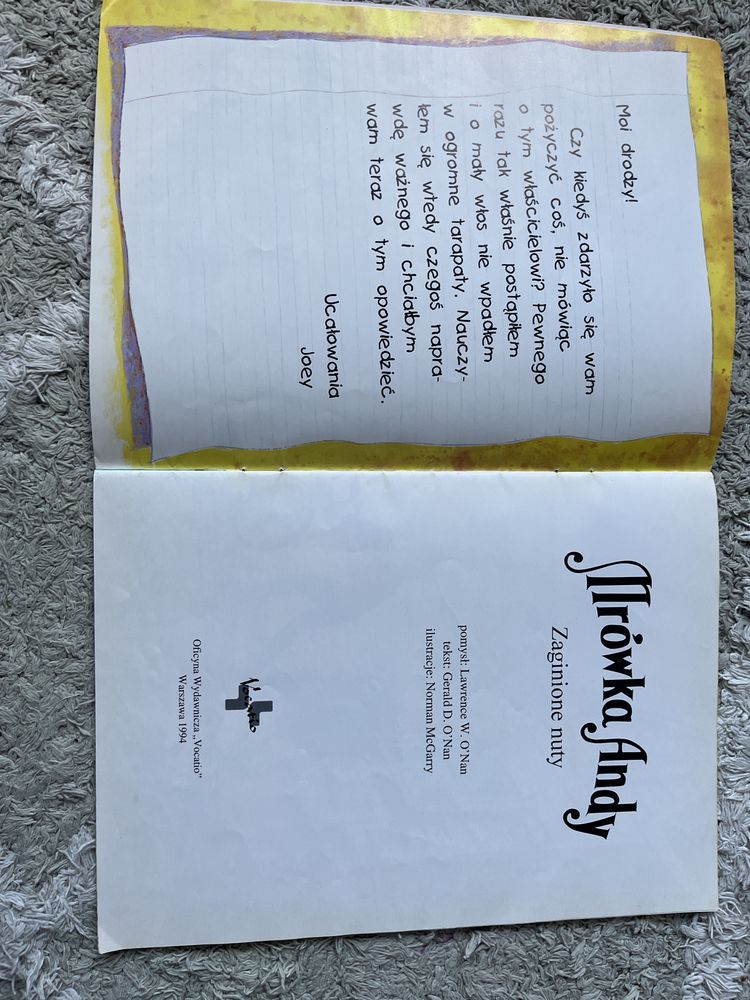 Moi drodzy!
Czy kiedyś zdarzyło się wam
pożyczyć coś, nie mówiąc
o tym właścicielowi? Pewnego
razu tak właśnie postąpiłem
i o mały włos nie wpadłem
w ogromne tarapaty. Nauczy-
łem się wtedy czegoś napra-
wdę ważnego i chciałbym
wam teraz o tym opowiedzieć.
Ucałowania
Joey
Mrówka Andy
Zaginione nuty
pomysł: Lawrence W. O'Nan
tekst: Gerald D. O'Nan
ilustracje: Norman McGarry
Vocatio
Oficyna Wydawnicza „Vocatio”
Warszawa 1994